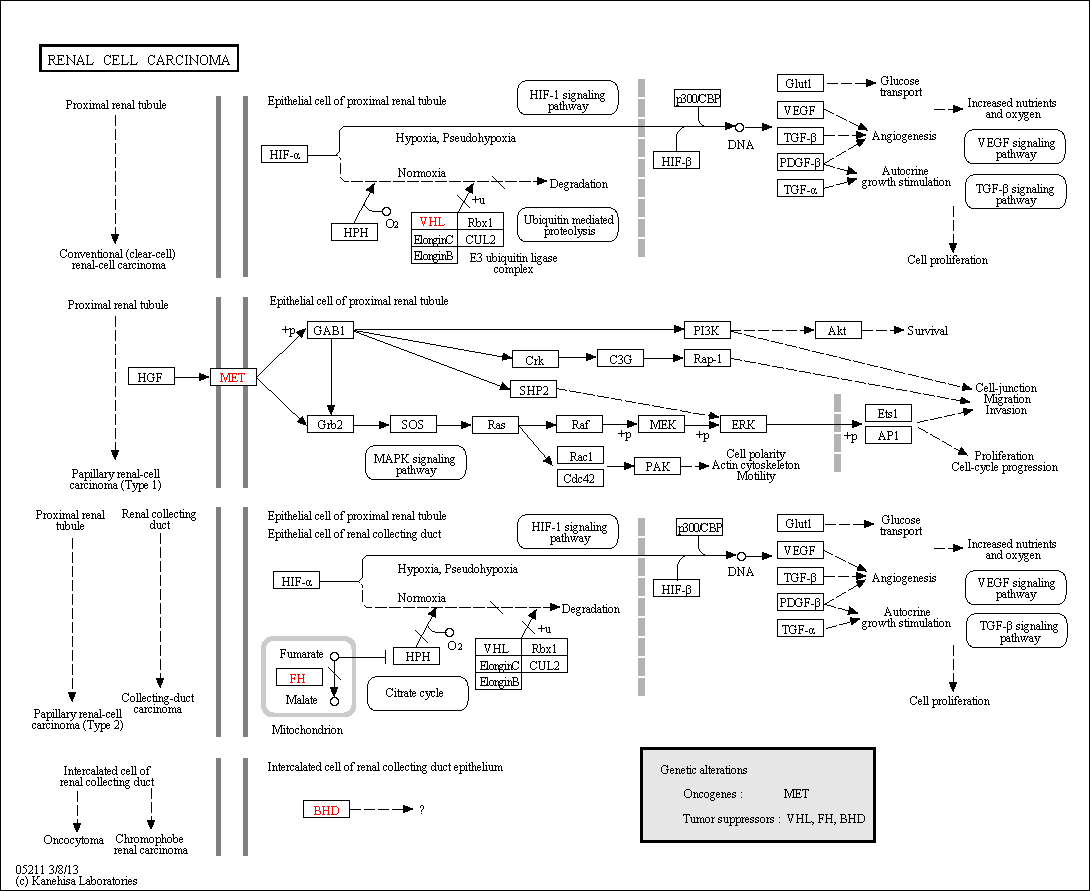 RENAL CELL CARCINOMA
Proximal renal tubule
Conventional (clear-cell)
renal-cell carcinoma
Epithelial cell of proximal renal tubule
HIF-1 signaling
pathway
HIF-α
Hypoxia, Pseudohypoxia
Normoxia
Degradation
HPH
O2
+u
VHL
Rbx1
ElonginC
CUL2
ElonginB
E3 ubiquitin ligase
complex
Ubiquitin mediated
proteolysis
p300/CBP
HIF-β
DNA
Glut1
VEGF
TGF-β
PDGF-β
TGF-α
Glucose
transport
Angiogenesis
Autocrine
growth stimulation
Increased nutrients
and oxygen
VEGF signaling
pathway
TGF-β signaling
pathway
Cell proliferation
Proximal renal tubule
Papillary renal-cell
carcinoma (Type 1)
Epithelial cell of proximal renal tubule
HGF
MET
+p
GAB1
PI3K
Akt
Survival
Crk
C3G
Rap-1
SHP2
Grb2
SOS
Ras
Raf
+p
MEK
+p
ERK
+p
Ets1
AP1
Cell-junction
Migration
Invasion
Proliferation
Cell-cycle progression
MAPK signaling
pathway
Rac1
Cdc42
PAK
Cell polarity
Actin cytoskeleton
Motility
Proximal renal
tubule
Renal collecting
duct
Papillary renal-cell
carcinoma (Type 2)
Collecting-duct
carcinoma
Epithelial cell of proximal renal tubule
Epithelial cell of renal collecting duct
HIF-1 signaling
pathway
HIF-α
Hypoxia, Pseudohypoxia
Normoxia
Degradation
Fumarate
FH
Malate
Mitochondrion
HPH
O2
Citrate cycle
+u
VHL
Rbx1
ElonginC
CUL2
ElonginB
p300/CBP
HIF-β
DNA
Glut1
VEGF
TGF-β
PDGF-β
TGF-α
Glucose
transport
Angiogenesis
Autocrine
growth stimulation
Increased nutrients
and oxygen
VEGF signaling
pathway
TGF-β signaling
pathway
Cell proliferation
Intercalated cell of
renal collecting duct
Oncocytoma
Chromophobe
renal carcinoma
Intercalated cell of renal collecting duct epithelium
BHD
?
Genetic alterations
Oncogenes : MET
Tumor suppressors : VHL, FH, BHD
05211 3/8/13
(c) Kanehisa Laboratories